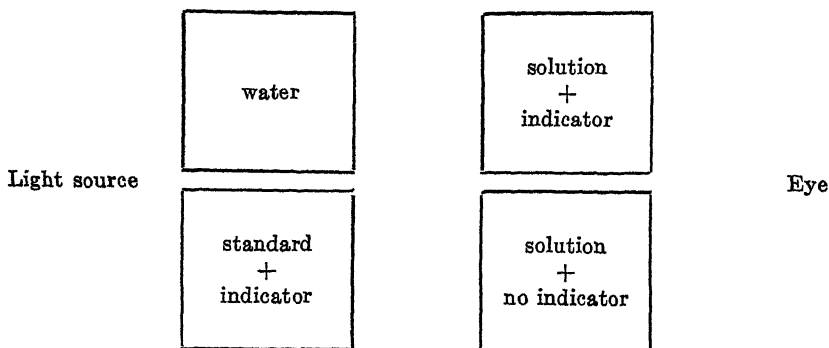 water
solution
+
indicator
Light source
Eye
standard
+
indicator
solution
+
no indicator